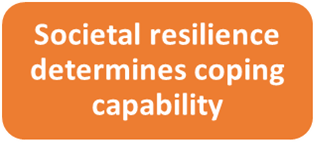 Societal resilience
determines coping
capability